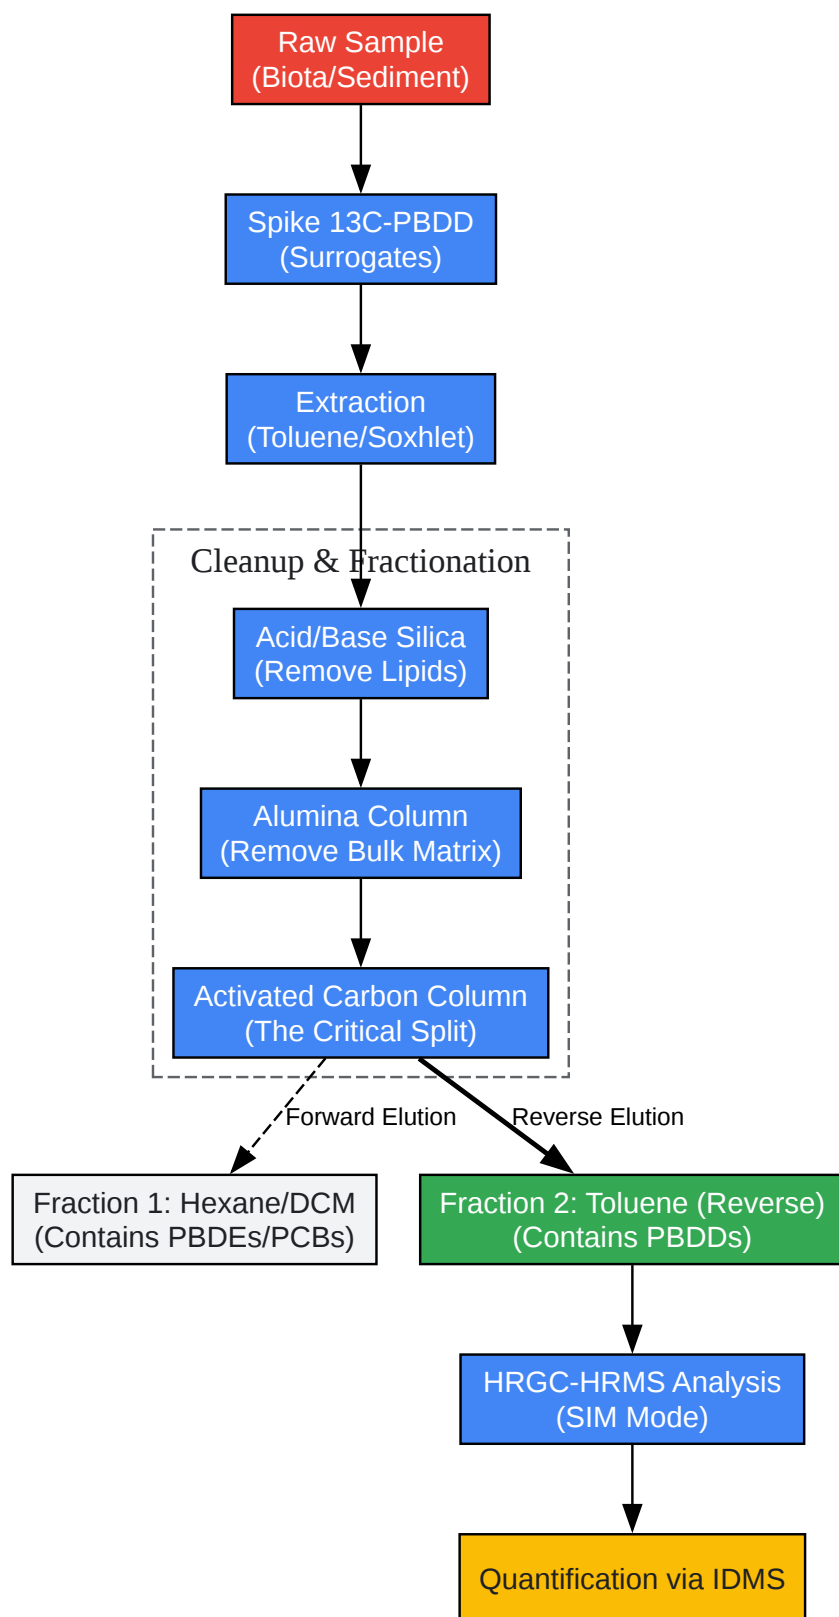 Raw Sample
(Biota/Sediment)
Spike 13C-PBDD
(Surrogates)
Extraction
(Toluene/Soxhlet)
Cleanup & Fractionation
Acid/Base Silica
(Remove Lipids)
Alumina Column
(Remove Bulk Matrix)
Activated Carbon Column
(The Critical Split)
Forward Elution
Reverse Elution
Fraction 1: Hexane/DCM
(Contains PBDEs/PCBs)
Fraction 2: Toluene (Reverse)
(Contains PBDDs)
HRGC-HRMS Analysis
(SIM Mode)
Quantification via IDMS